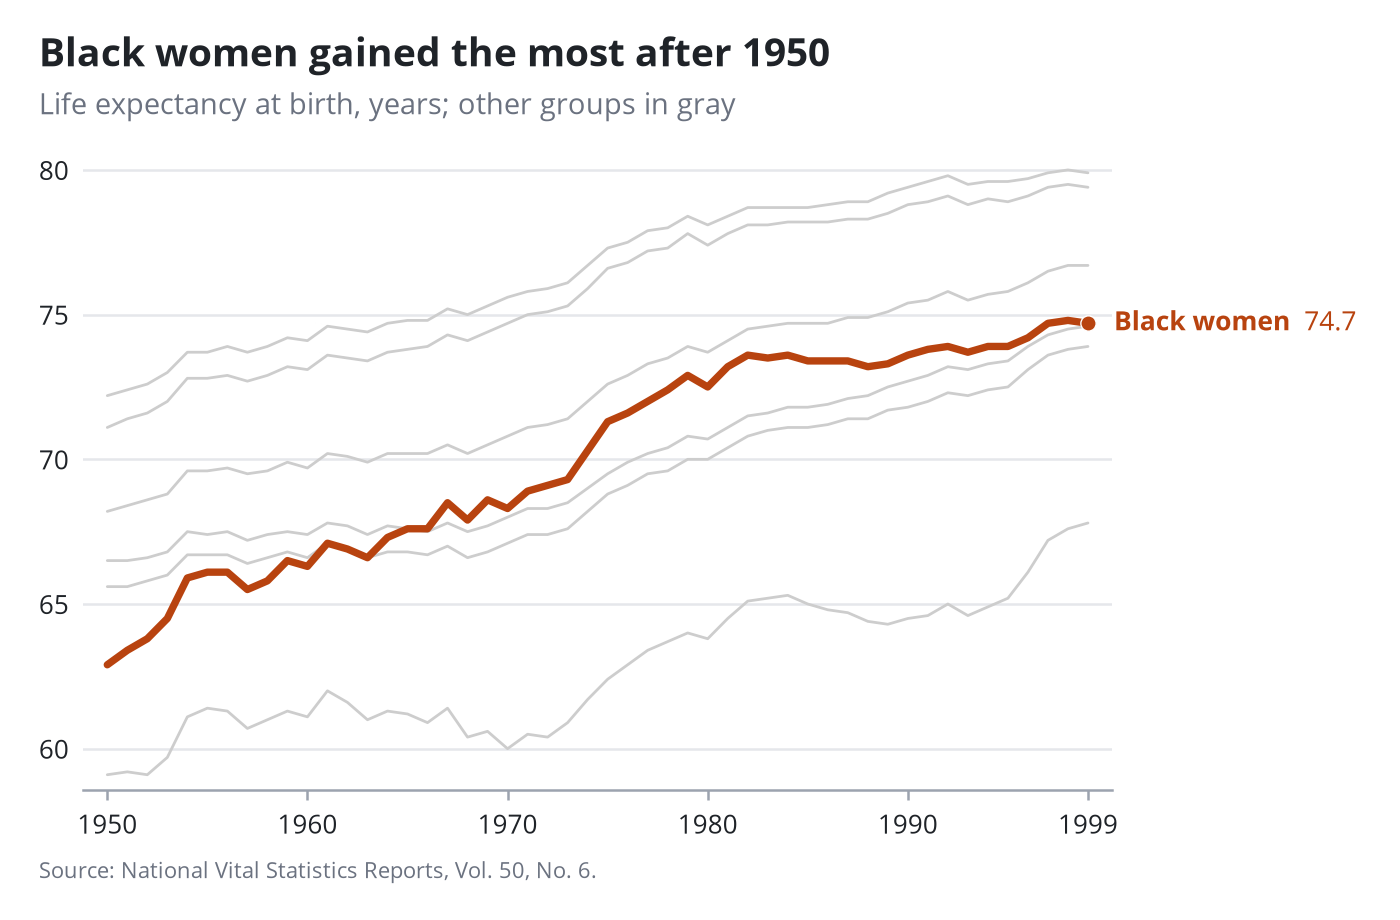 Black women gained the most after 1950
Life expectancy at birth, years; other groups in gray
80
75
70
65
60
Black women 74.7
1950 1960 1970 1980 1990 1999
Source: National Vital Statistics Reports, Vol. 50, No. 6.